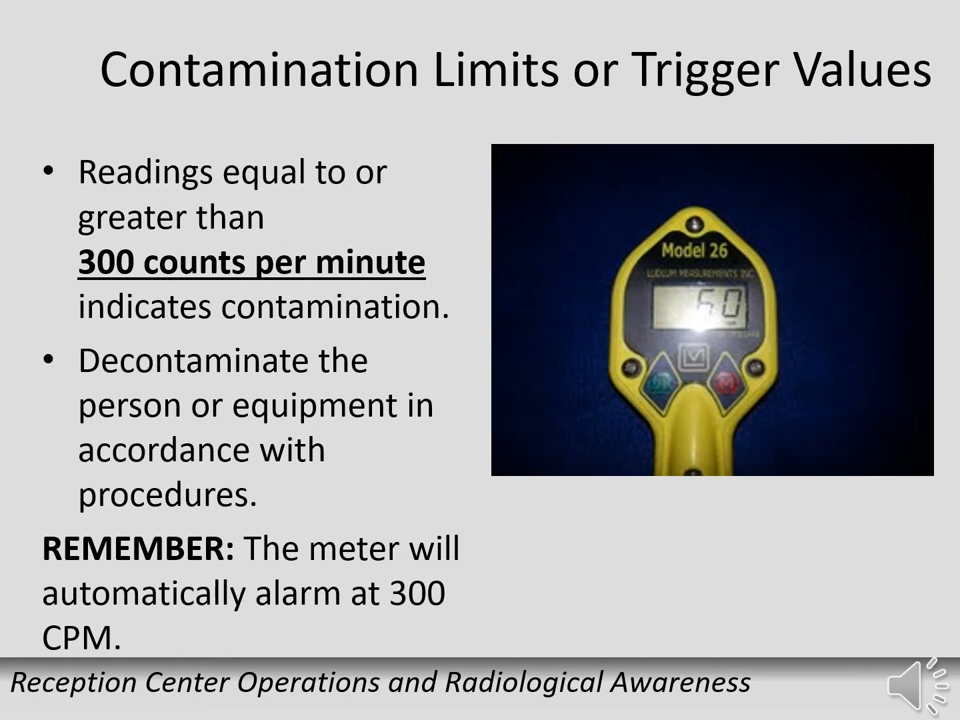 Contamination Limits or Trigger Values
• Readings equal to or
greater than
300 counts per minute
indicates contamination.
• Decontaminate the
person or equipment in
accordance with
procedures.
REMEMBER: The meter will
automatically alarm at 300
CPM.
Model 26
LUDLUM MEASUREMENTS INC
60
Reception Center Operations and Radiological Awareness